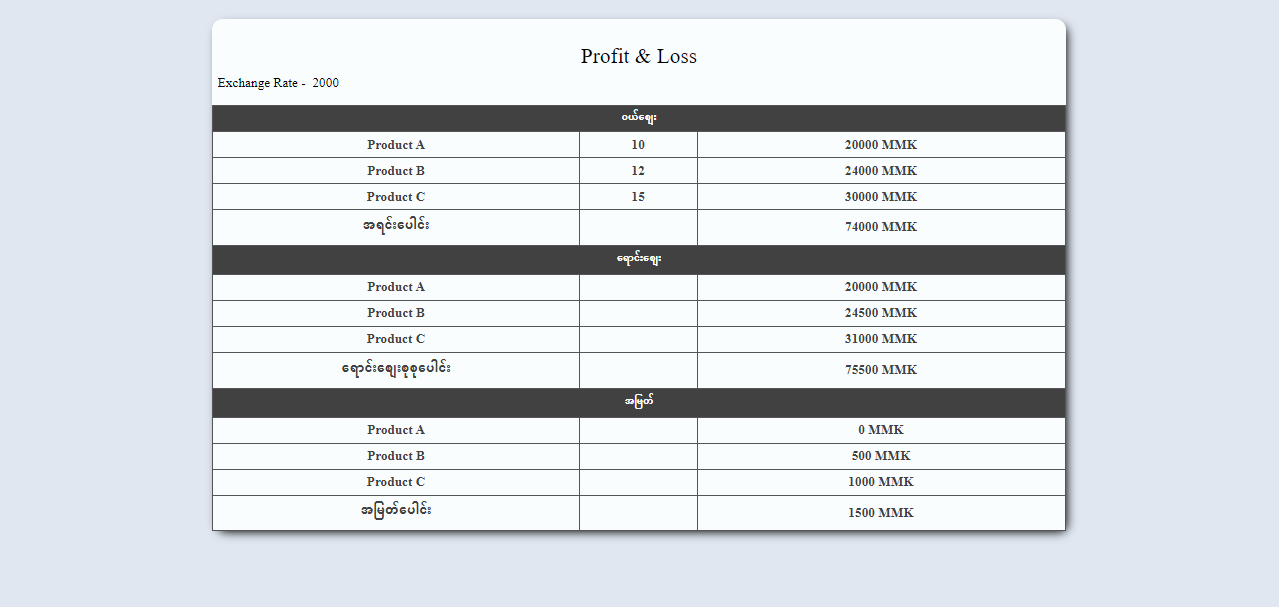 Profit & Loss
Exchange Rate - 2000
ဝယ်ဈေး
Product A 10 20000 MMK
Product B 12 24000 MMK
Product C 15 30000 MMK
အရင်းပေါင်း 74000 MMK
ရောင်းဈေး
Product A 20000 MMK
Product B 24500 MMK
Product C 31000 MMK
ရောင်းဈေးစုစုပေါင်း 75500 MMK
အမြတ်
Product A 0 MMK
Product B 500 MMK
Product C 1000 MMK
အမြတ်ပေါင်း 1500 MMK